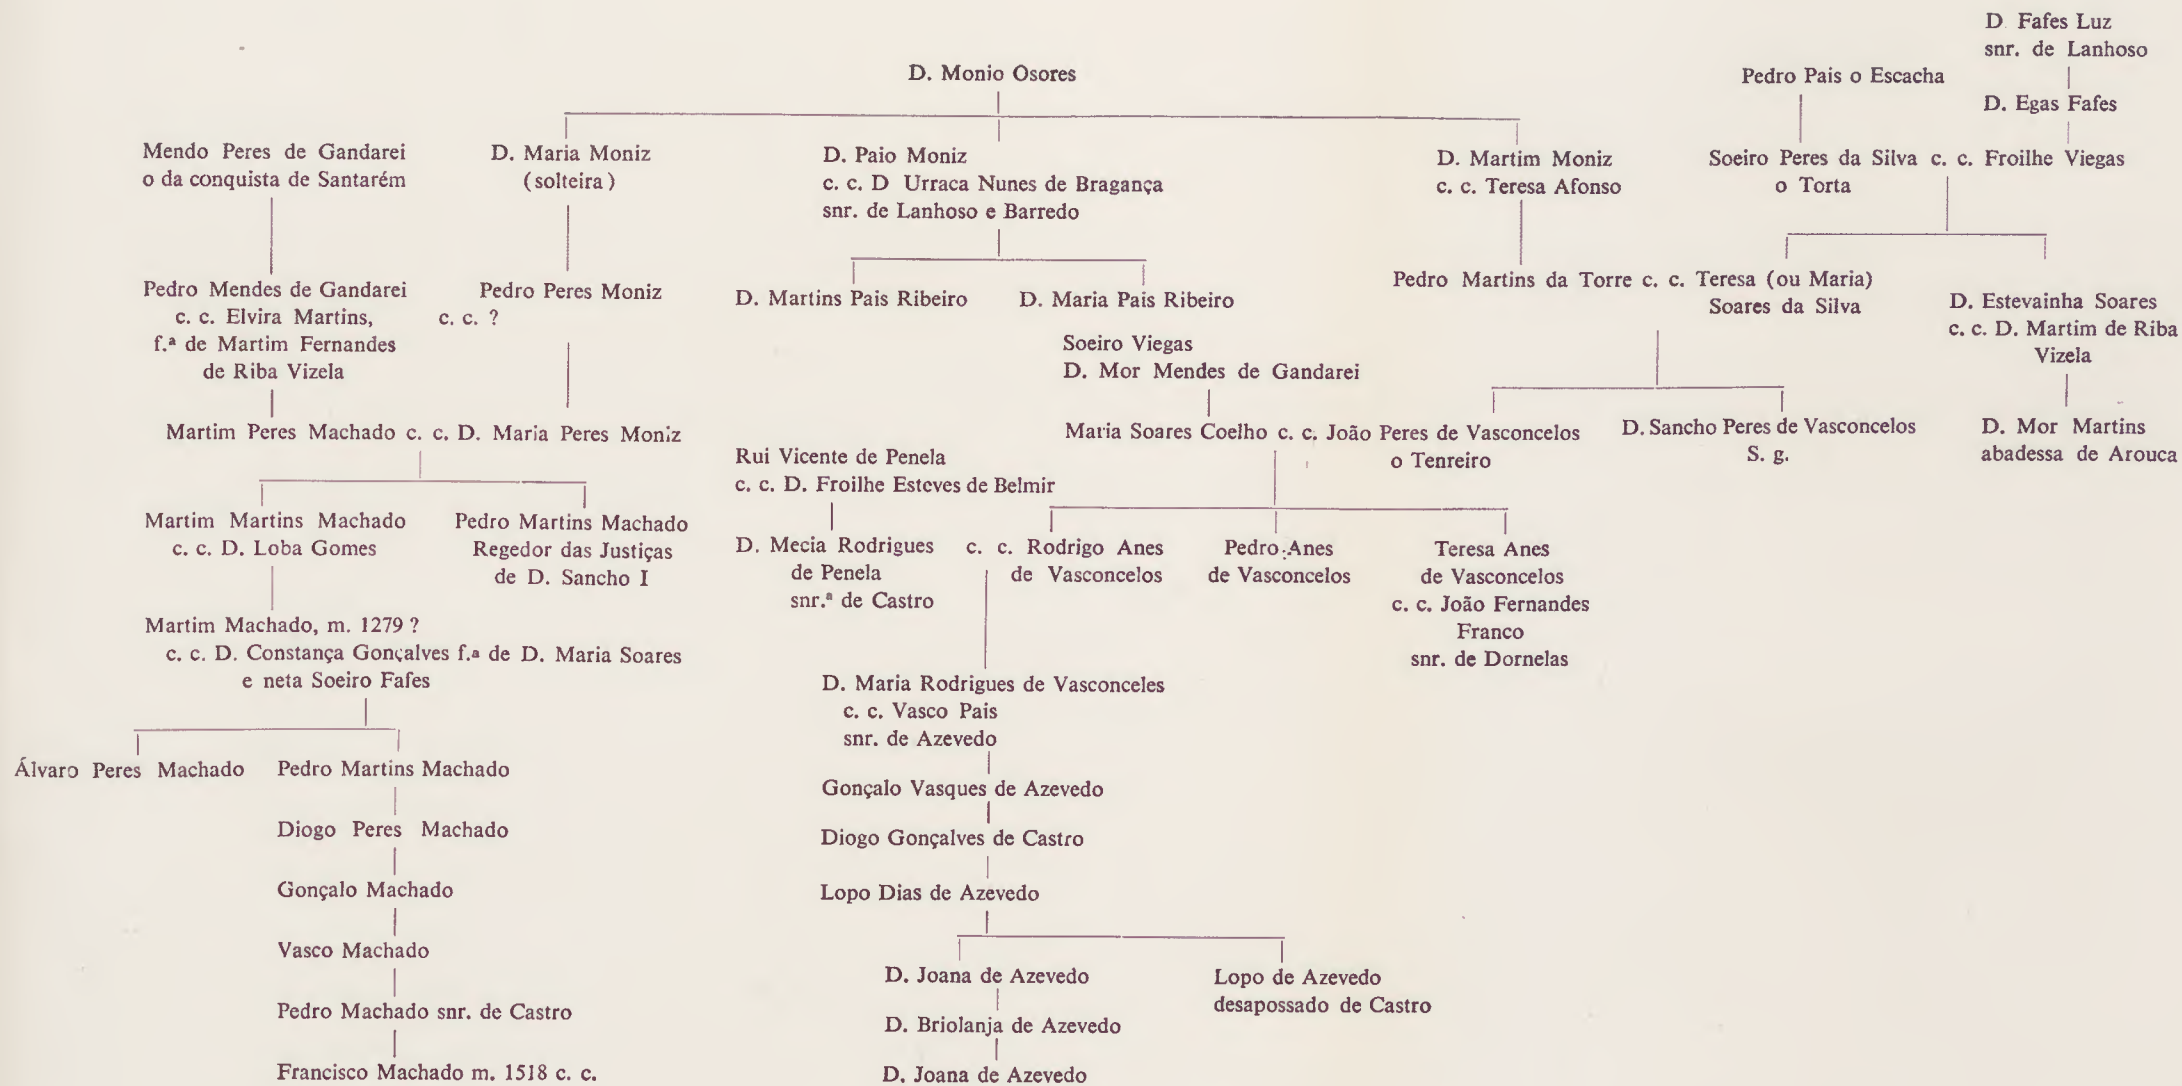 D Fafes Luz
snr. de Lanhoso
D. Monio Osores
Pedro Pais o Escacha
D. Egas Fafes
Mendo Peres de Gandarei
o da conquista de Santarém
D. Maria Moniz
(solteira)
D. Paio Moniz
c. c. D Urraca Nunes de Bragança
snr. de Lanhoso e Barredo
D. Martim Moniz
c. c. Teresa Afonso
Soeiro Peres da Silva c. c. Froilhe Viegas
o Torta
Pedro Mendes de Gandarei
c. c. Elvira Martins,
f.ª de Martim Fernandes
de Riba Vizela
Pedro Peres Moniz
c. c. ?
D. Martins Pais Ribeiro
D. Maria Pais Ribeiro
Pedro Martins da Torre c. c. Teresa (ou Maria)
Soares da Silva
D. Estevainha Soares
c. c. D. Martim de Riba
Vizela
Soeiro Viegas
D. Mor Mendes de Gandarei
Martim Peres Machado c. c. D. Maria Peres Moniz
Maria Soares Coelho c. c. João Peres de Vasconcelos
o Tenreiro
D. Sancho Peres de Vasconcelos
S. g.
D. Mor Martins
abadessa de Arouca
Rui Vicente de Penela
c. c. D. Froilhe Esteves de Belmir
Martim Martins Machado
c. c. D. Loba Gomes
Pedro Martins Machado
Regedor das Justiças
de D. Sancho I
D. Mecia Rodrigues
de Penela
snr.ª de Castro
c. c. Rodrigo Anes
de Vasconcelos
Pedro Anes
de Vasconcelos
Teresa Anes
de Vasconcelos
c. c. João Fernandes
Franco
snr. de Dornelas
Martim Machado, m. 1279 ?
c. c. D. Constança Gonçalves f.ª de D. Maria Soares
e neta Soeiro Fafes
D. Maria Rodrigues de Vasconceles
c. c. Vasco Pais
snr. de Azevedo
Álvaro Peres Machado
Pedro Martins Machado
Gonçalo Vasques de Azevedo
Diogo Peres Machado
Diogo Gonçalves de Castro
Gonçalo Machado
Lopo Dias de Azevedo
Vasco Machado
D. Joana de Azevedo
Lopo de Azevedo
desapossado de Castro
Pedro Machado snr. de Castro
D. Briolanja de Azevedo
Francisco Machado m. 1518 c. c.
D. Joana de Azevedo